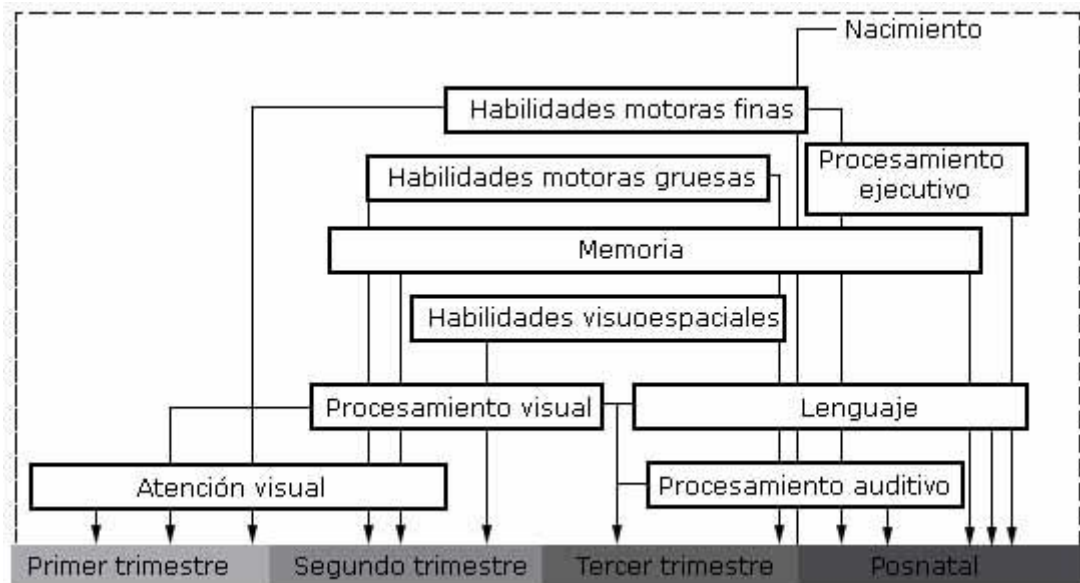 Nacimiento
Habilidades motoras finas
Procesamiento
ejecutivo
Habilidades motoras gruesas
Memoria
Habilidades visuoespaciales
Procesamiento visual
Lenguaje
Atención visual
Procesamiento auditivo
Primer trimestre
Segundo trimestre
Tercer trimestre
Posnatal